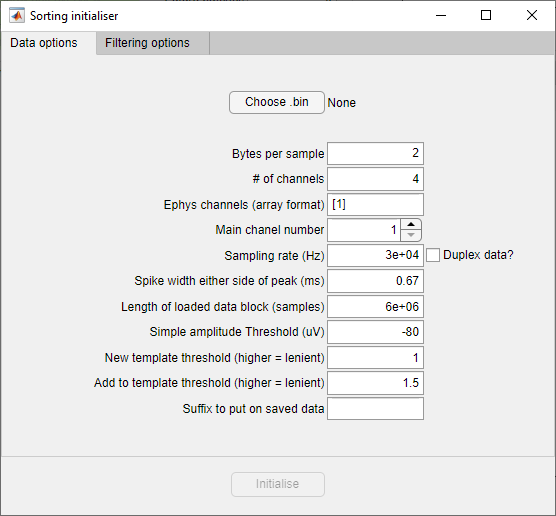 Sorting initialiser
Data options Filtering options
Choose .bin None
Bytes per sample 2
# of channels 4
Ephys channels (array format) [1]
Main chanel number 1
Sampling rate (Hz) 3e+04 Duplex data?
Spike width either side of peak (ms) 0.67
Length of loaded data block (samples) 6e+06
Simple amplitude Threshold (uV) -80
New template threshold (higher = lenient) 1
Add to template threshold (higher = lenient) 1.5
Suffix to put on saved data
Initialise